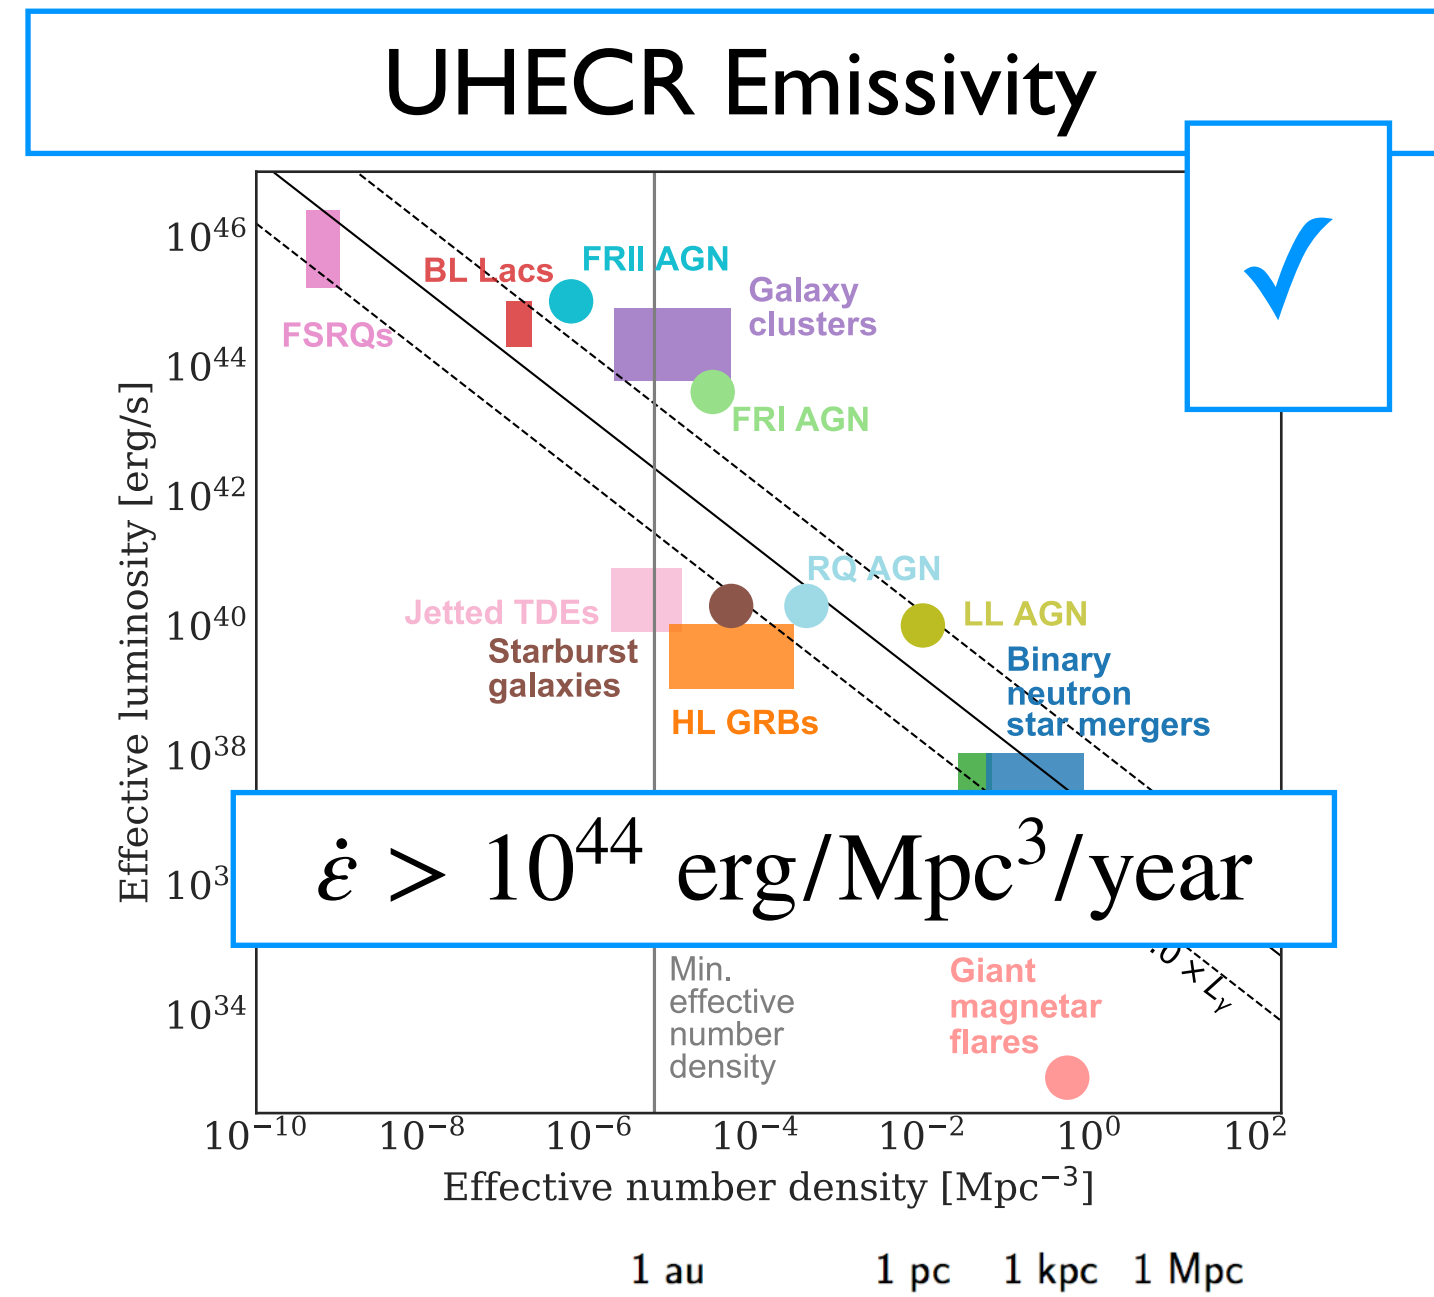 UHECR Emissivity
✓
10^46
10^44
10^42
10^40
10^38
10^3
10^34
Effective luminosity [erg/s]
FSRQs
BL Lacs
FRII AGN
Galaxy
clusters
FRI AGN
RQ AGN
Jetted TDEs
LL AGN
Starburst
galaxies
HL GRBs
Binary
neutron
star mergers
ε̇ > 10^44 erg/Mpc^3/year
Min.
effective
number
density
Giant
magnetar
flares
.0 × L_γ
10^−10 10^−8 10^−6 10^−4 10^−2 10^0 10^2
Effective number density [Mpc^−3]
1 au 1 pc 1 kpc 1 Mpc